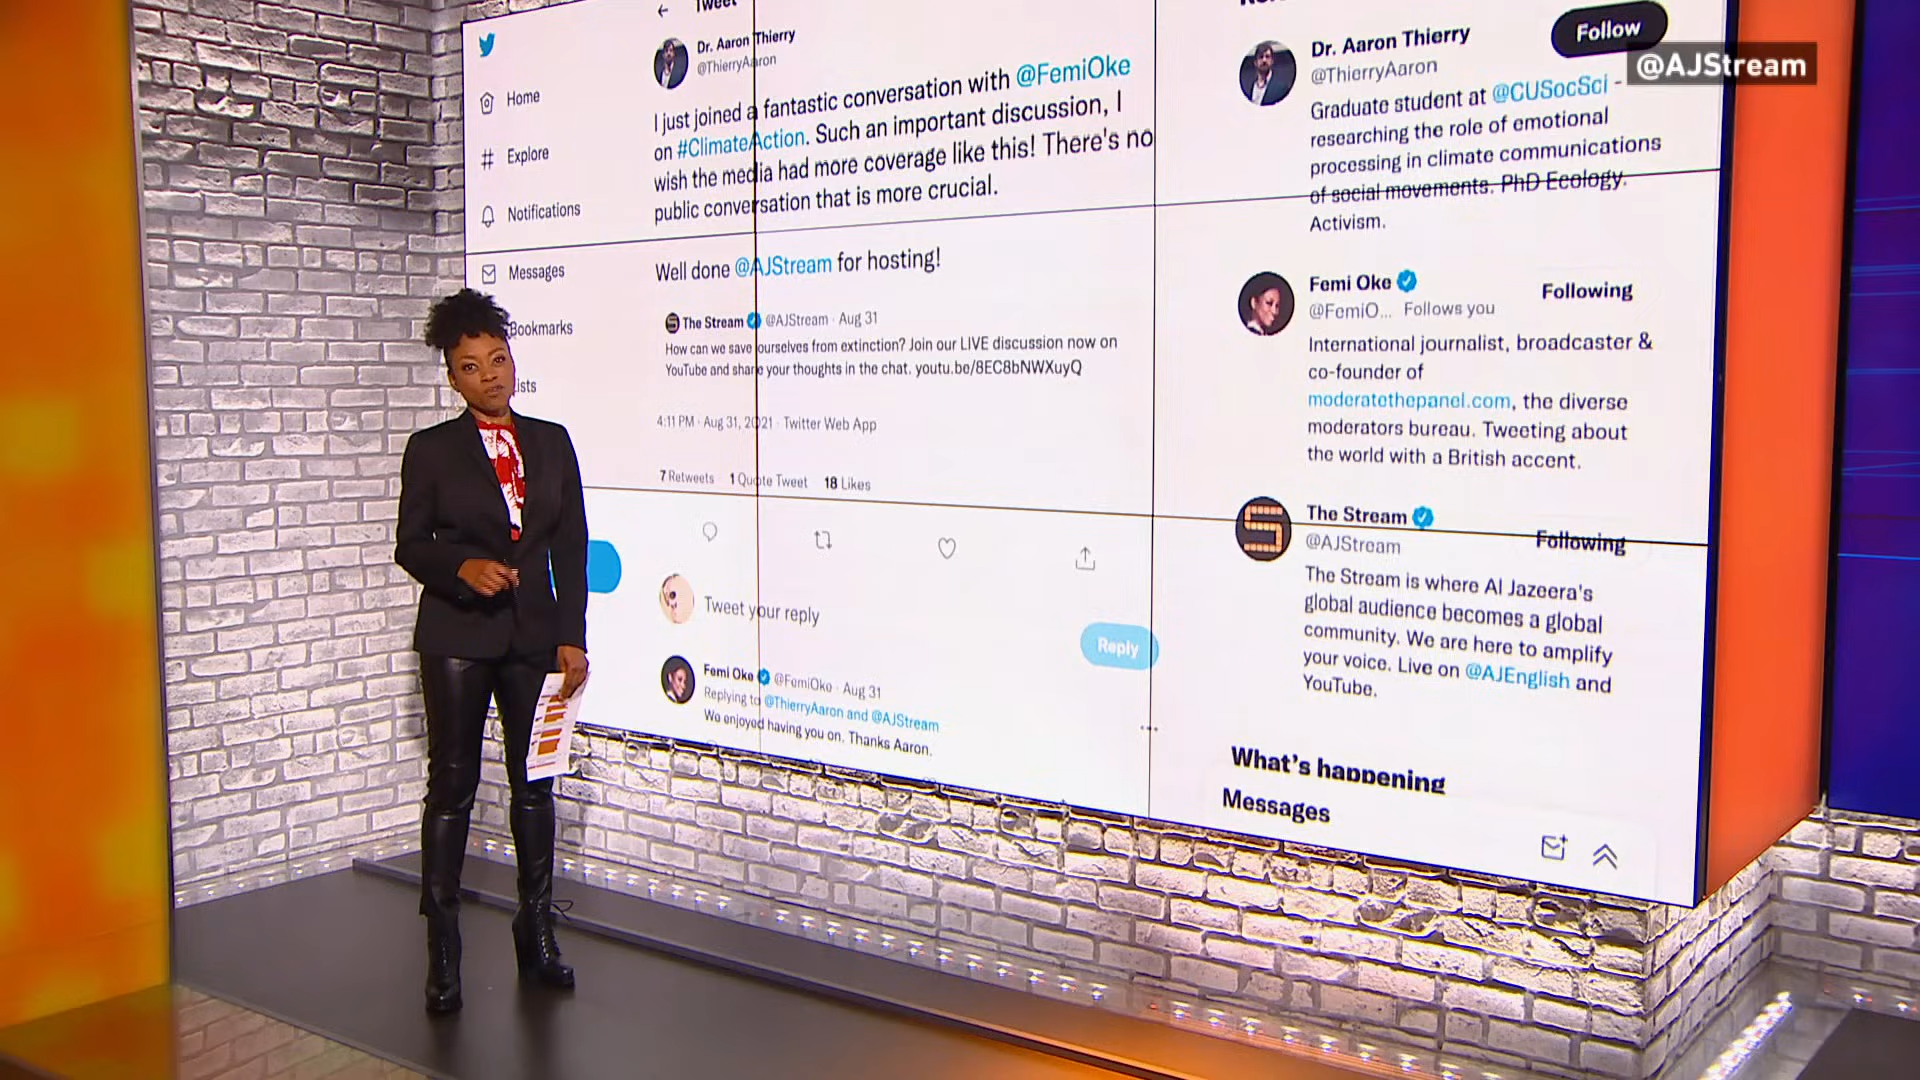 @AJStream
Home
Explore
Notifications
Messages
Bookmarks
Tweet
Dr. Aaron Thierry
@ThierryAaron
I just joined a fantastic conversation with @FemiOke
on #ClimateAction. Such an important discussion, I
wish the media had more coverage like this! There's no
public conversation that is more crucial.
Well done @AJStream for hosting!
The Stream @AJStream · Aug 31
How can we save ourselves from extinction? Join our LIVE discussion now on
YouTube and share your thoughts in the chat. youtu.be/8EC8bNWXuyQ
4:11 PM · Aug 31, 2021 · Twitter Web App
7 Retweets 1 Quote Tweet 18 Likes
Tweet your reply
Reply
Femi Oke @FemiOke · Aug 31
Replying to @ThierryAaron and @AJStream
We enjoyed having you on. Thanks Aaron.
Dr. Aaron Thierry
@ThierryAaron
Follow
Graduate student at @CUSocSci -
researching the role of emotional
processing in climate communications
of social movements. PhD Ecology.
Activism.
Femi Oke
@FemiO... Follows you
Following
International journalist, broadcaster &
co-founder of
moderatethepanel.com, the diverse
moderators bureau. Tweeting about
the world with a British accent.
The Stream
@AJStream
Following
The Stream is where Al Jazeera's
global audience becomes a global
community. We are here to amplify
your voice. Live on @AJEnglish and
YouTube.
What's happening
Messages